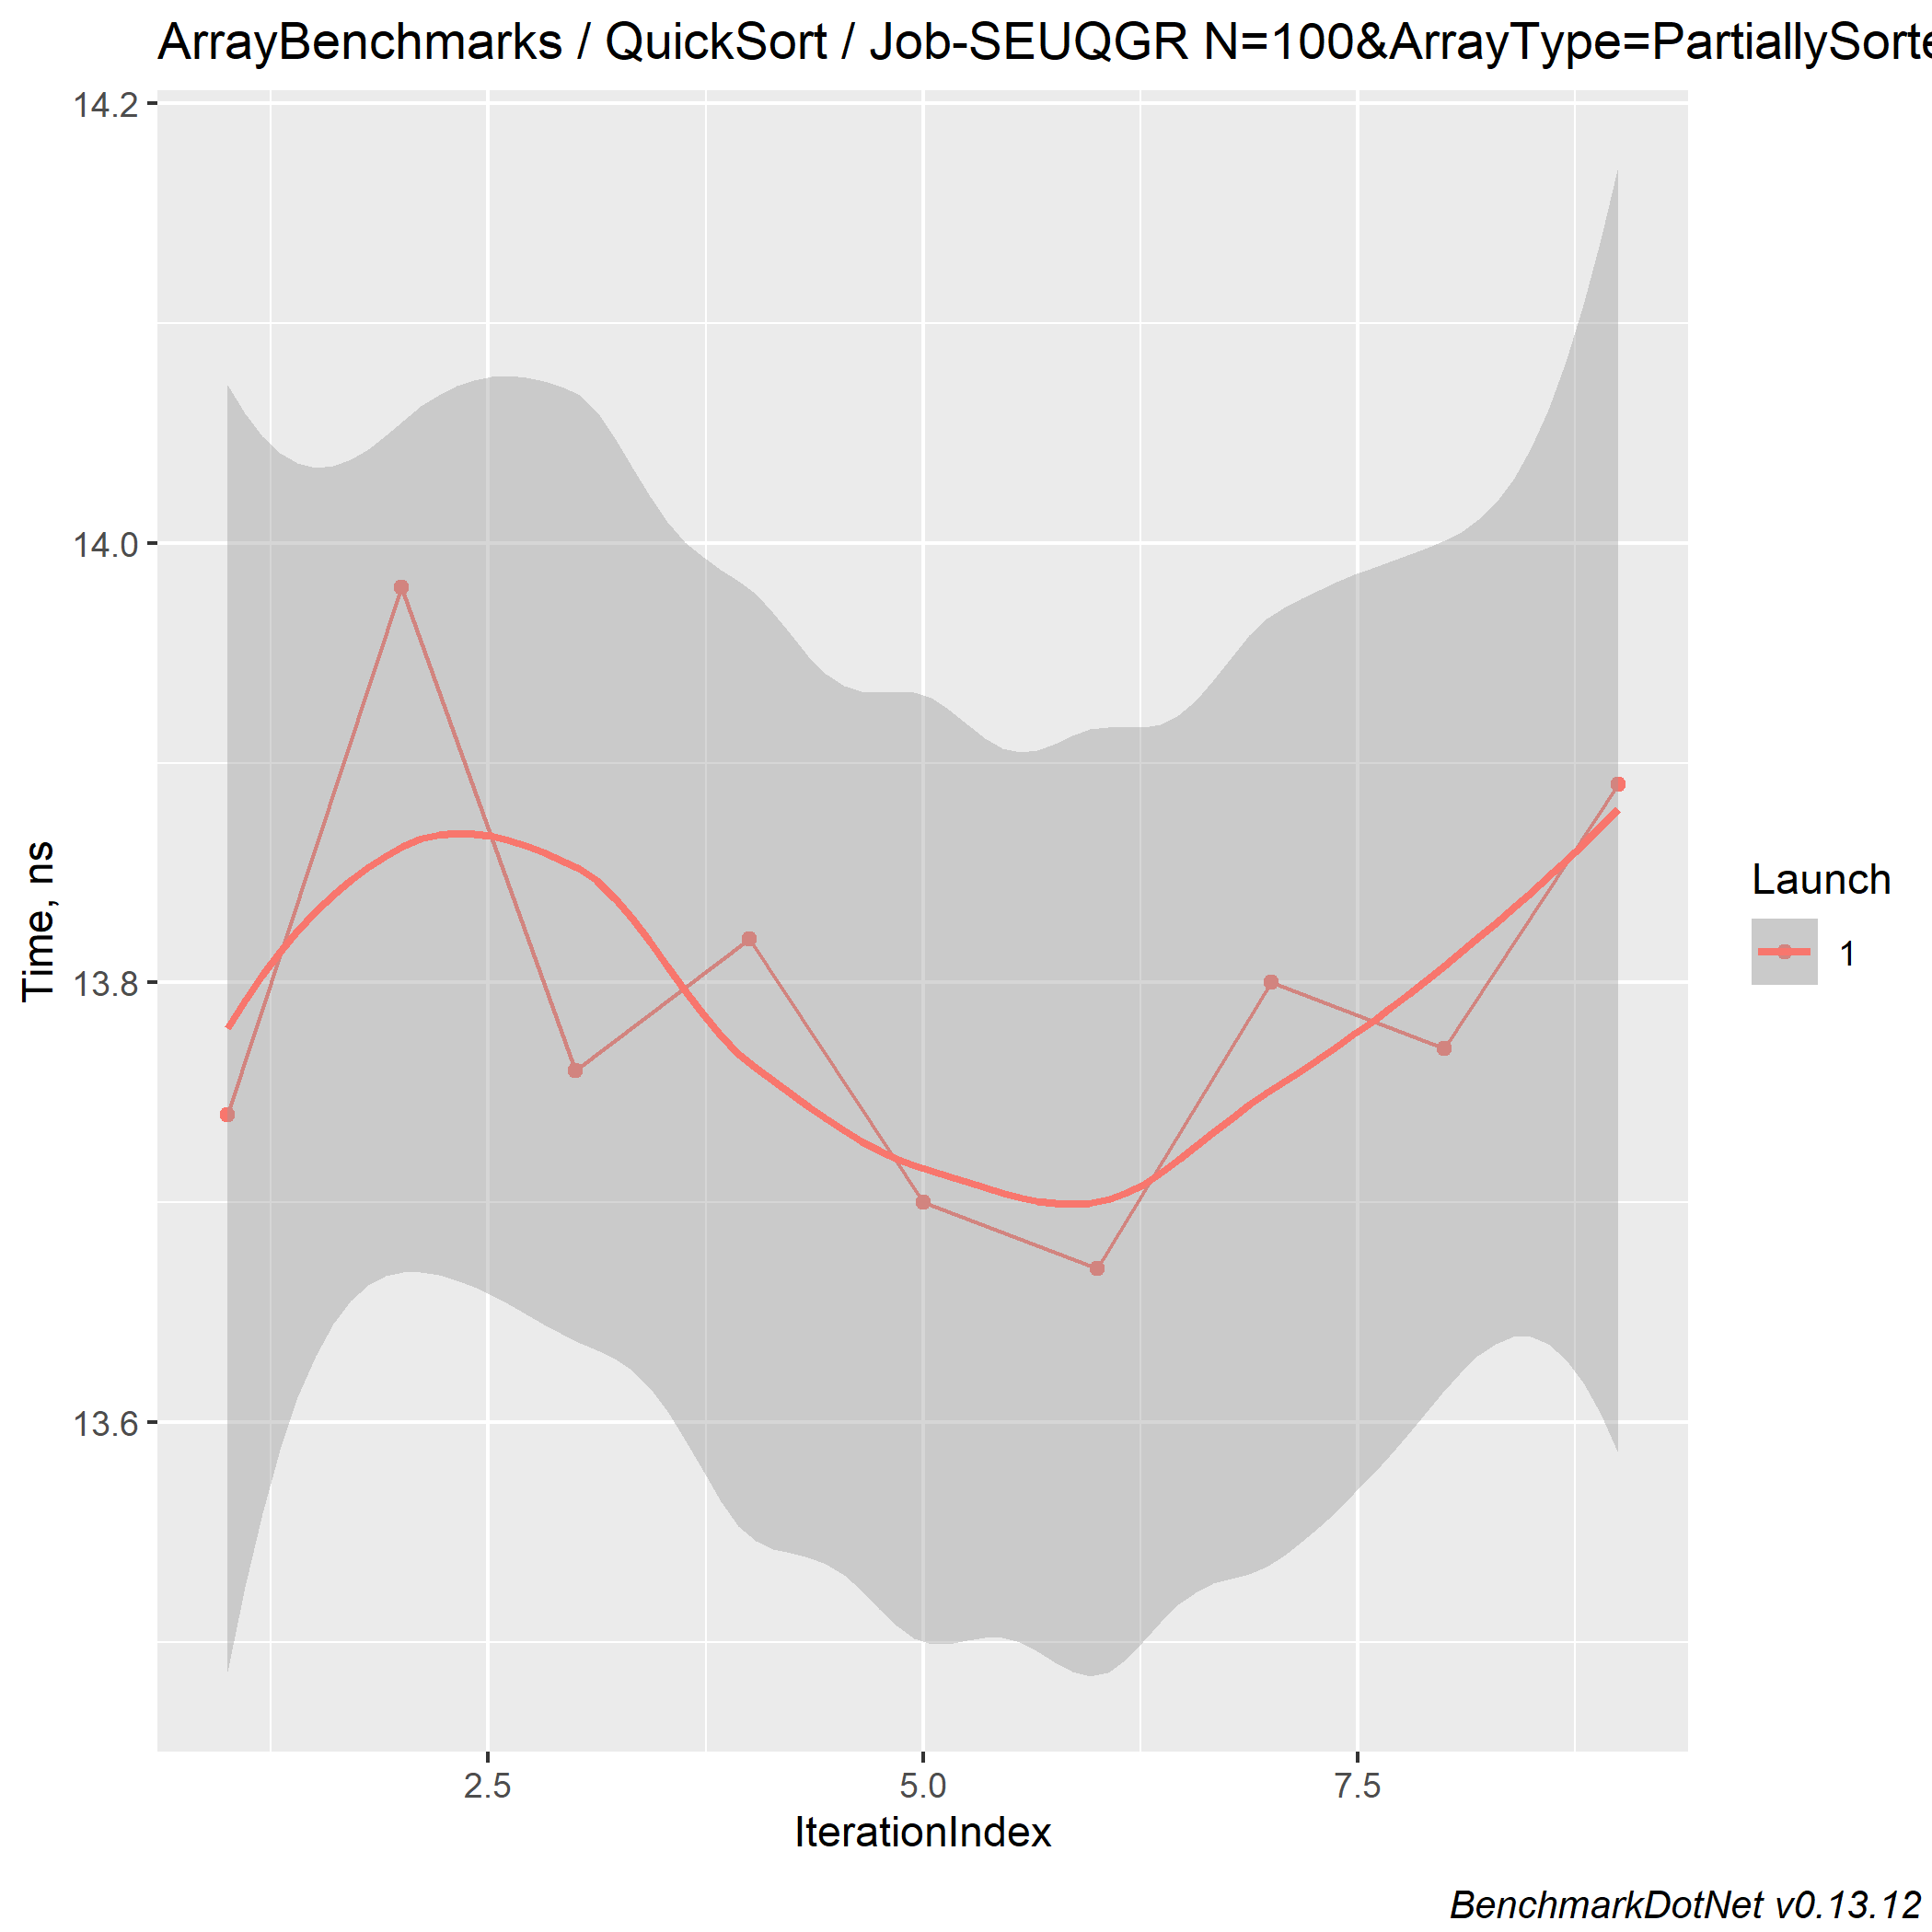 ArrayBenchmarks / QuickSort / Job-SEUQGR N=100&ArrayType=PartiallySorte
14.2
14.0
13.8
13.6
Time, ns
2.5 5.0 7.5
IterationIndex
Launch
1
BenchmarkDotNet v0.13.12